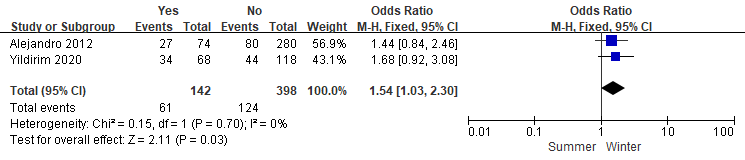 Yes No Odds Ratio Odds Ratio
Study or Subgroup Events Total Events Total Weight M-H, Fixed, 95% CI M-H, Fixed, 95% CI
Alejandro 2012 27 74 80 280 56.9% 1.44 [0.84, 2.46]
Yildirim 2020 34 68 44 118 43.1% 1.68 [0.92, 3.08]
Total (95% CI) 142 398 100.0% 1.54 [1.03, 2.30]
Total events 61 124
Heterogeneity: Chi² = 0.15, df = 1 (P = 0.70); I² = 0%
Test for overall effect: Z = 2.11 (P = 0.03)
0.01 0.1 1 10 100
Summer Winter